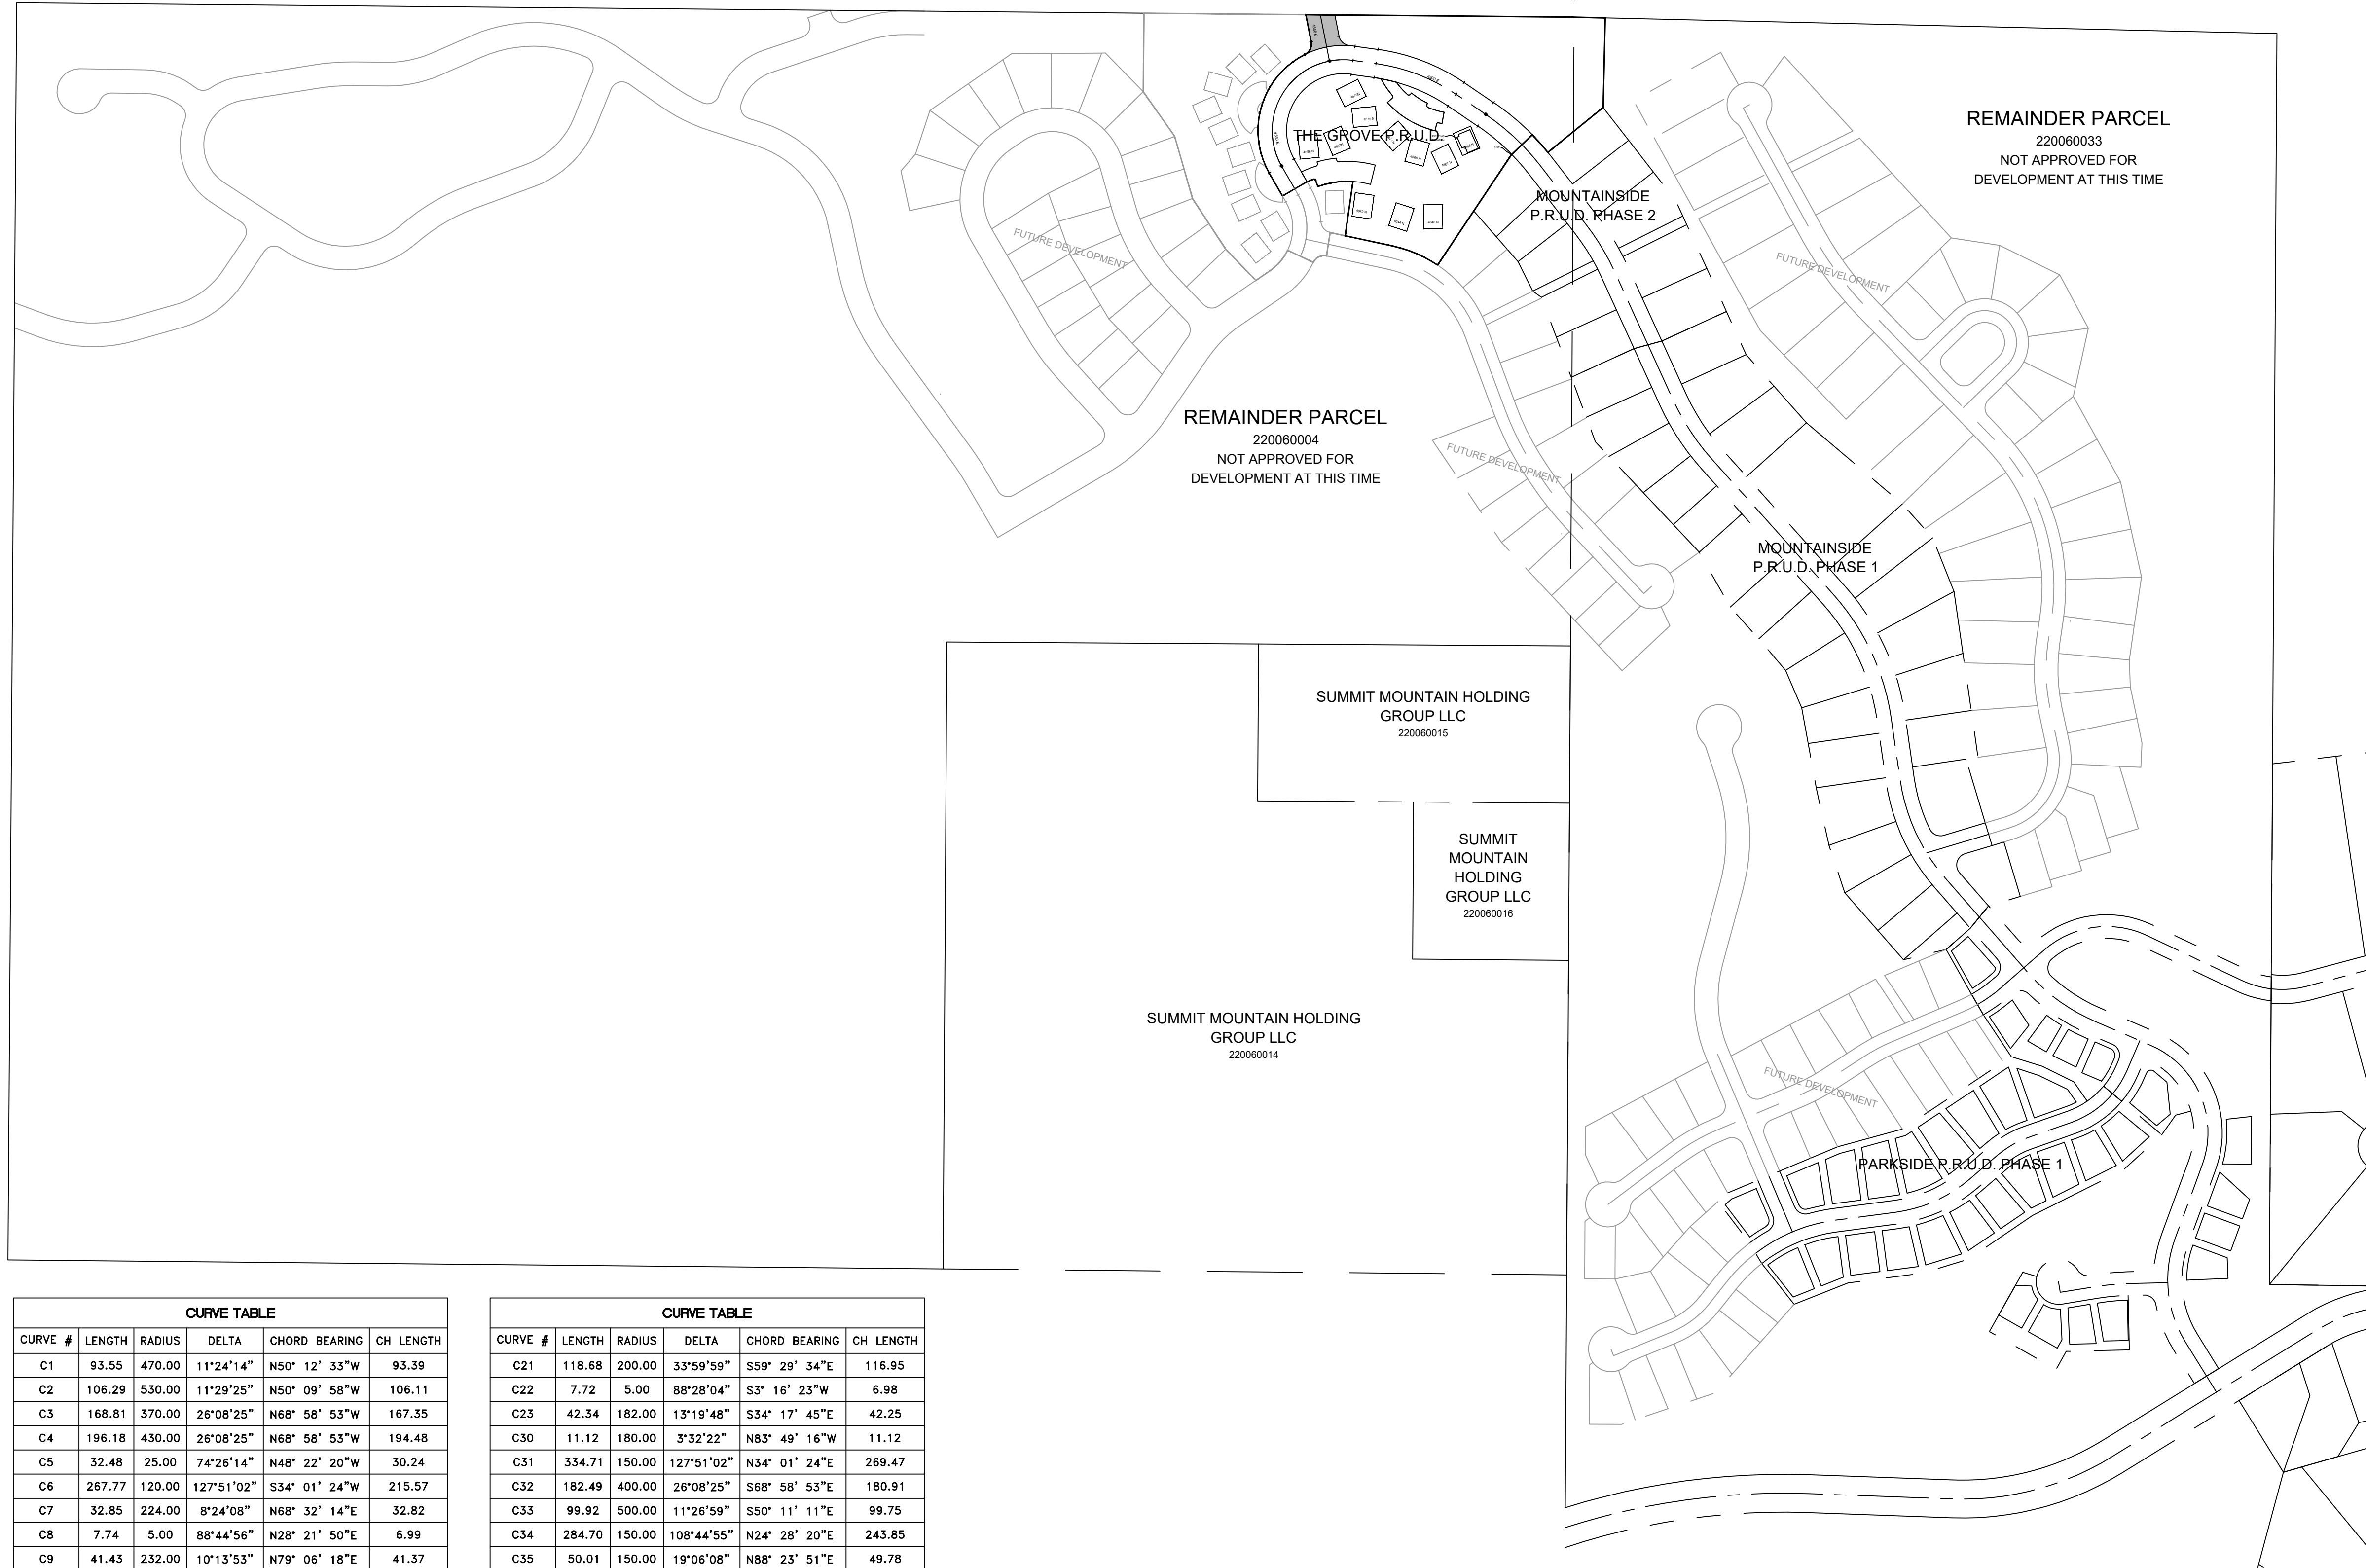 THE GROVE P.R.U.D.
REMAINDER PARCEL
220060033
NOT APPROVED FOR
DEVELOPMENT AT THIS TIME
MOUNTAINSIDE
P.R.U.D. PHASE 2
FUTURE DEVELOPMENT
FUTURE DEVELOPMENT
REMAINDER PARCEL
220060004
NOT APPROVED FOR
DEVELOPMENT AT THIS TIME
FUTURE DEVELOPMENT
MOUNTAINSIDE
P.R.U.D. PHASE 1
SUMMIT MOUNTAIN HOLDING
GROUP LLC
220060015
SUMMIT
MOUNTAIN
HOLDING
GROUP LLC
220060016
SUMMIT MOUNTAIN HOLDING
GROUP LLC
220060014
FUTURE DEVELOPMENT
PARKSIDE P.R.U.D. PHASE 1
CURVE TABLE
CURVE # LENGTH RADIUS DELTA CHORD BEARING CH LENGTH
C1 93.55 470.00 11°24'14" N50° 12' 33"W 93.39
C2 106.29 530.00 11°29'25" N50° 09' 58"W 106.11
C3 168.81 370.00 26°08'25" N68° 58' 53"W 167.35
C4 196.18 430.00 26°08'25" N68° 58' 53"W 194.48
C5 32.48 25.00 74°26'14" N48° 22' 20"W 30.24
C6 267.77 120.00 127°51'02" S34° 01' 24"W 215.57
C7 32.85 224.00 8°24'08" N68° 32' 14"E 32.82
C8 7.74 5.00 88°44'56" N28° 21' 50"E 6.99
C9 41.43 232.00 10°13'53" N79° 06' 18"E 41.37
CURVE TABLE
CURVE # LENGTH RADIUS DELTA CHORD BEARING CH LENGTH
C21 118.68 200.00 33°59'59" S59° 29' 34"E 116.95
C22 7.72 5.00 88°28'04" S3° 16' 23"W 6.98
C23 42.34 182.00 13°19'48" S34° 17' 45"E 42.25
C30 11.12 180.00 3°32'22" N83° 49' 16"W 11.12
C31 334.71 150.00 127°51'02" N34° 01' 24"E 269.47
C32 182.49 400.00 26°08'25" S68° 58' 53"E 180.91
C33 99.92 500.00 11°26'59" S50° 11' 11"E 99.75
C34 284.70 150.00 108°44'55" N24° 28' 20"E 243.85
C35 50.01 150.00 19°06'08" N88° 23' 51"E 49.78